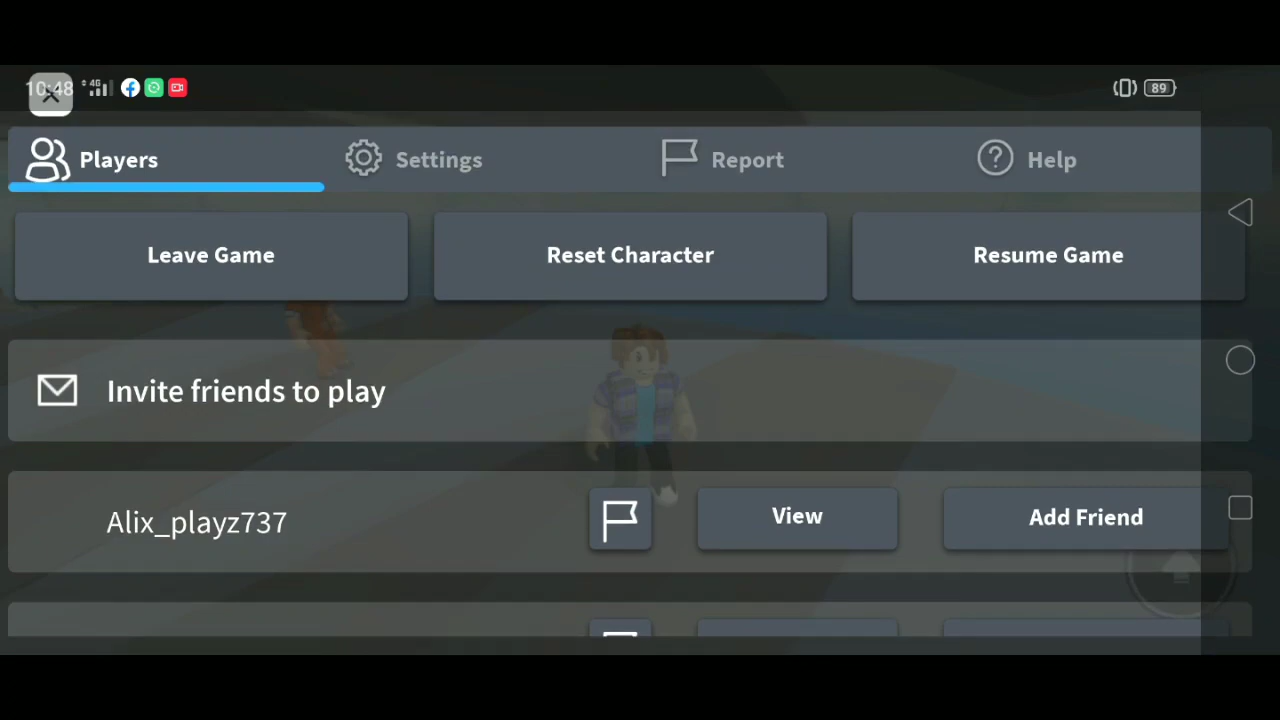 10:48 4G 89
Players Settings Report Help
Leave Game Reset Character Resume Game
Invite friends to play
Alix_playz737 View Add Friend